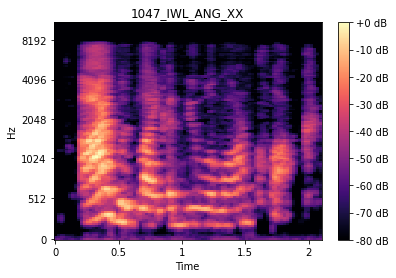 1047_IWL_ANG_XX
+0 dB
8192
-10 dB
4096
-20 dB
-30 dB
2048
Hz
-40 dB
1024
-50 dB
512
-60 dB
-70 dB
0
-80 dB
0 0.5 1 1.5 2
Time